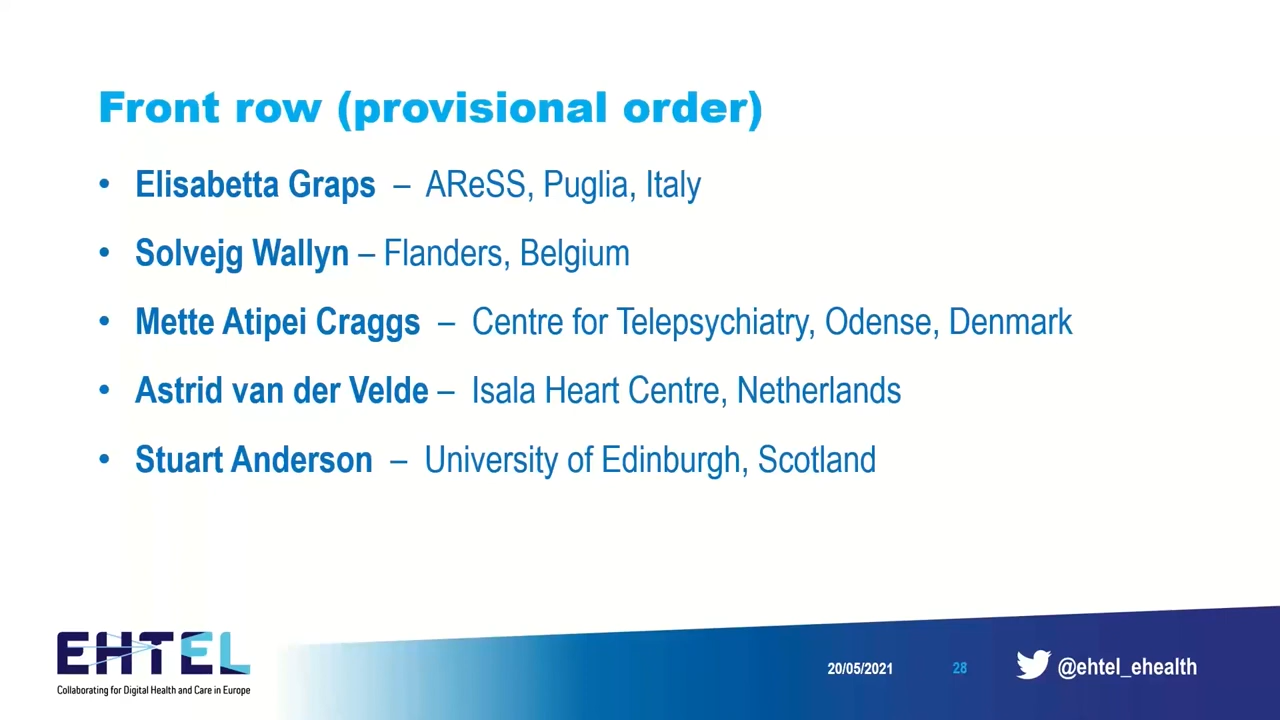 Front row (provisional order)
• Elisabetta Graps – AReSS, Puglia, Italy
• Solvejg Wallyn – Flanders, Belgium
• Mette Atipei Craggs – Centre for Telepsychiatry, Odense, Denmark
• Astrid van der Velde – Isala Heart Centre, Netherlands
• Stuart Anderson – University of Edinburgh, Scotland
EHTEL
Collaborating for Digital Health and Care in Europe
20/05/2021 28 @ehtel_ehealth